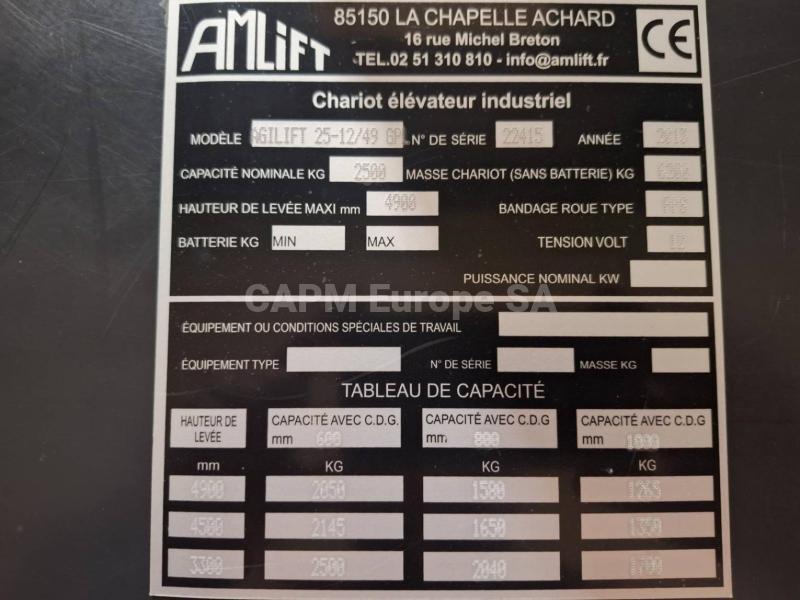 AMLIFT
85150 LA CHAPELLE ACHARD
16 rue Michel Breton
TEL.02 51 310 810 - info@amlift.fr
CE
Chariot élévateur industriel
MODÈLE AGILIFT 25-12/49 GPL N° DE SÉRIE 22415 ANNÉE
CAPACITÉ NOMINALE KG 2500 MASSE CHARIOT (SANS BATTERIE) KG
HAUTEUR DE LEVÉE MAXI mm 4900 BANDAGE ROUE TYPE
BATTERIE KG MIN MAX TENSION VOLT 12
PUISSANCE NOMINAL KW
CAPM Europe SA
ÉQUIPEMENT OU CONDITIONS SPÉCIALES DE TRAVAIL
ÉQUIPEMENT TYPE N° DE SÉRIE MASSE KG
TABLEAU DE CAPACITÉ
HAUTEUR DE LEVÉE CAPACITÉ AVEC C.D.G. mm 600 CAPACITÉ AVEC C.D.G. mm 800 CAPACITÉ AVEC C.D.G mm 1000
mm KG KG KG
4900 2050 1580 1265
4500 2145 1650 1350
3300 2500 2040 1700